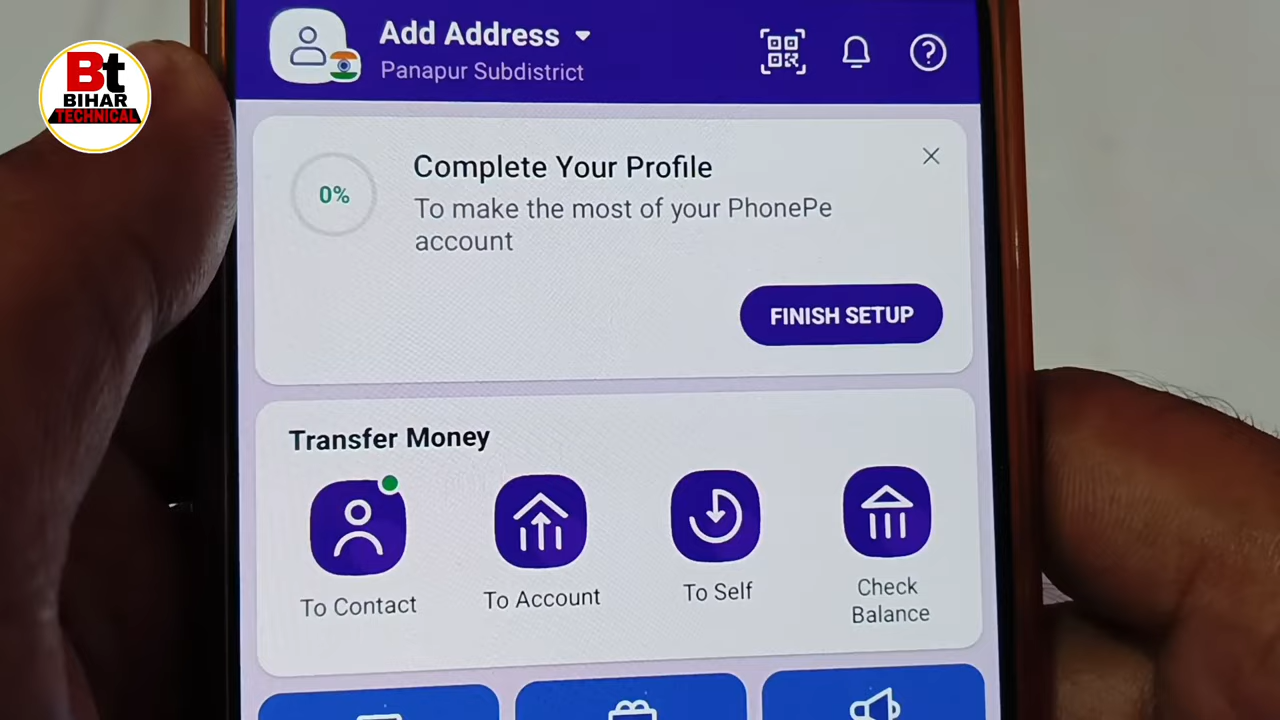 Bt
BIHAR
TECHNICAL
Add Address
Panapur Subdistrict
0%
Complete Your Profile
To make the most of your PhonePe
account
FINISH SETUP
Transfer Money
To Contact
To Account
To Self
Check
Balance